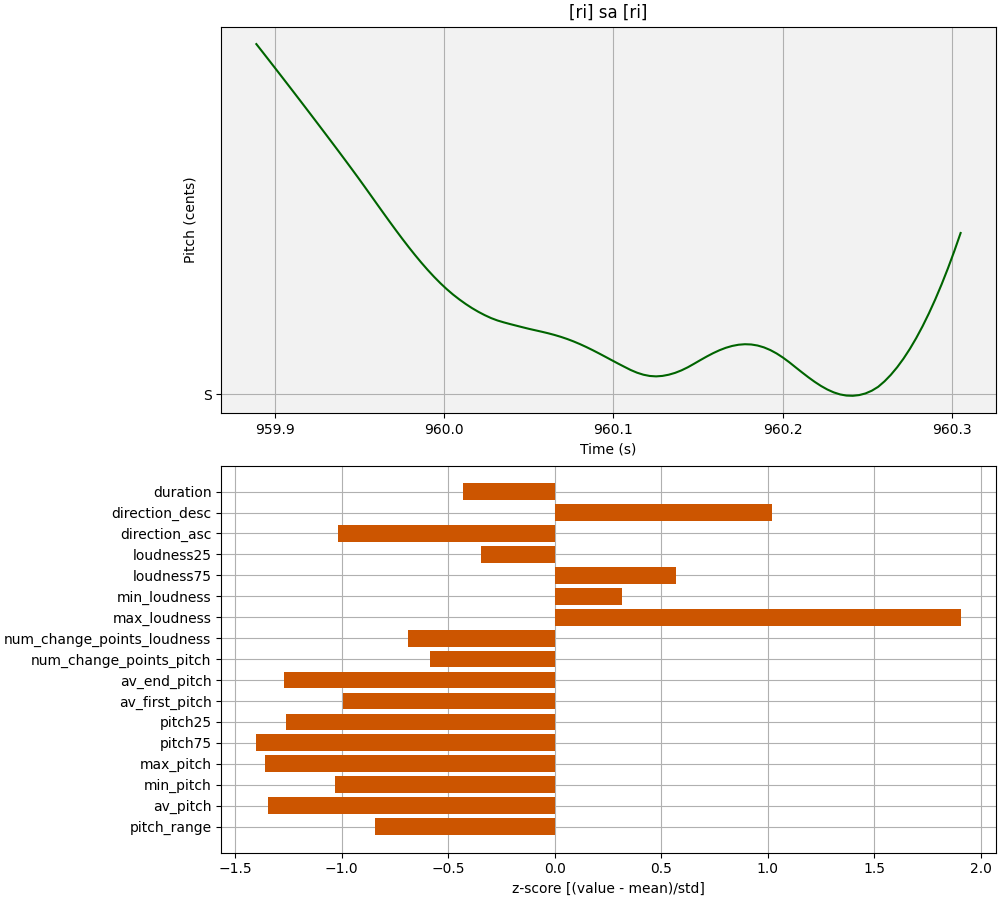 [ri] sa [ri]
Pitch (cents)
S
959.9 960.0 960.1 960.2 960.3
Time (s)
duration
direction_desc
direction_asc
loudness25
loudness75
min_loudness
max_loudness
num_change_points_loudness
num_change_points_pitch
av_end_pitch
av_first_pitch
pitch25
pitch75
max_pitch
min_pitch
av_pitch
pitch_range
−1.5 −1.0 −0.5 0.0 0.5 1.0 1.5 2.0
z-score [(value - mean)/std]